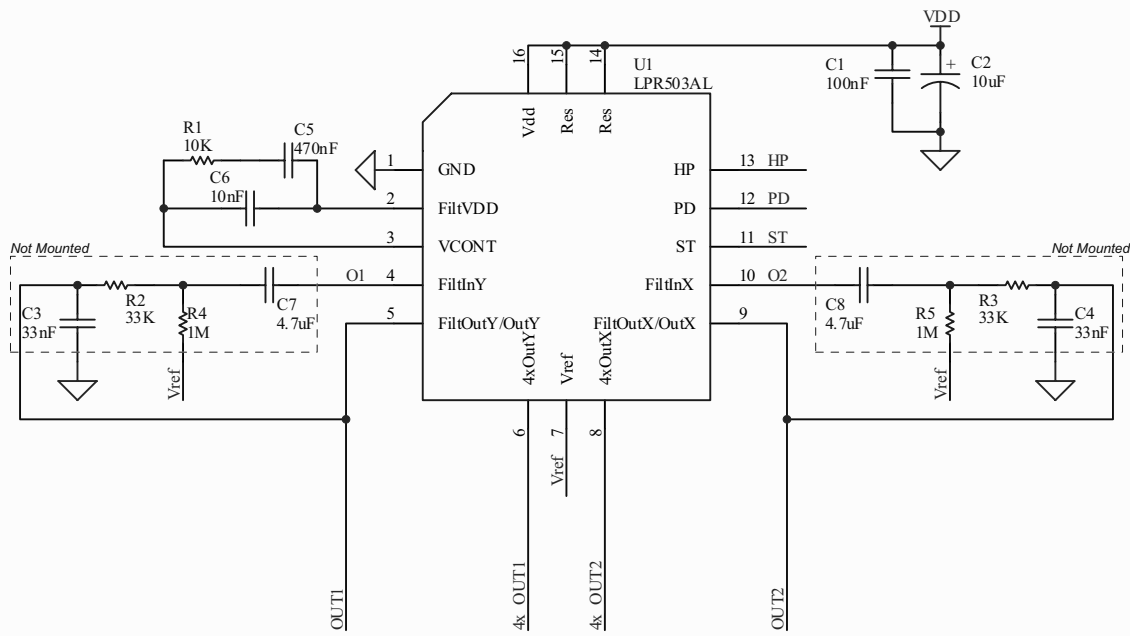 VDD
16
15
14
U1
LPR503AL
C1
100nF
+
C2
10uF
Vdd
Res
Res
R1
10K
C5
470nF
C6
10nF
1
GND
2
FiltVDD
3
VCONT
HP
13
HP
PD
12
PD
ST
11
ST
Not Mounted
Not Mounted
O1
4
FiltInY
FiltInX
10
O2
C3
33nF
R2
33K
R4
1M
C7
4.7uF
5
FiltOutY/OutY
FiltOutX/OutX
9
C8
4.7uF
R5
1M
R3
33K
C4
33nF
4xOutY
Vref
4xOutX
Vref
Vref
6
7
8
Vref
OUT1
4x_OUT1
4x_OUT2
OUT2